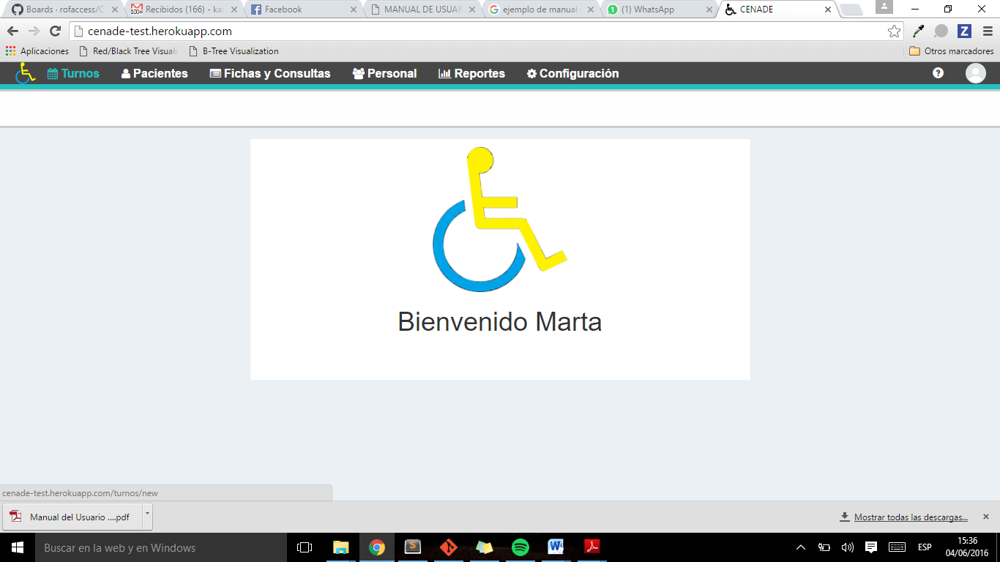 Boards · rofaccess/C
Recibidos (166) - ka
Facebook
MANUAL DE USUAR
ejemplo de manual
(1) WhatsApp
CENADE
cenade-test.herokuapp.com
Z
Aplicaciones
Red/Black Tree Visuali
B-Tree Visualization
Otros marcadores
Turnos
Pacientes
Fichas y Consultas
Personal
Reportes
Configuración
Bienvenido Marta
cenade-test.herokuapp.com/turnos/new
Manual del Usuario ....pdf
Mostrar todas las descargas...
Buscar en la web y en Windows
ESP
15:36
04/06/2016